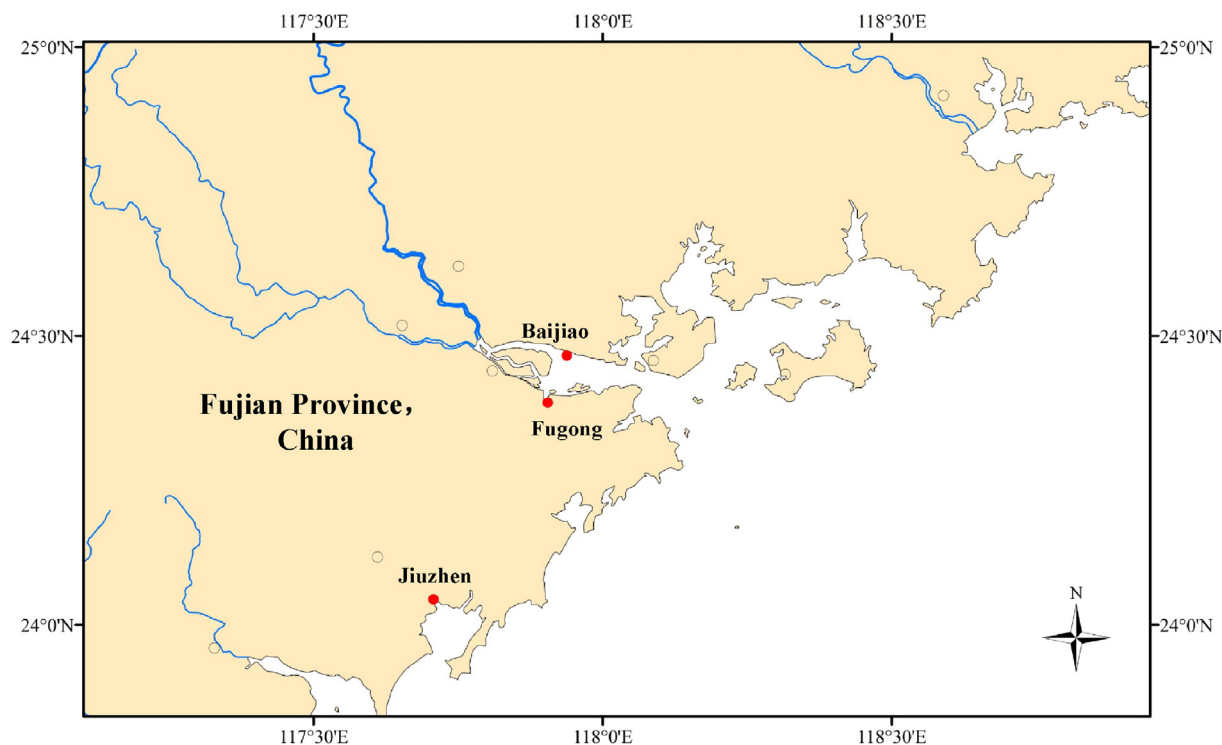 117°30'E 118°0'E 118°30'E
25°0'N 25°0'N
24°30'N 24°30'N
Baijiao
Fujian Province,
China
Fugong
Jiuzhen
N
24°0'N 24°0'N
117°30'E 118°0'E 118°30'E